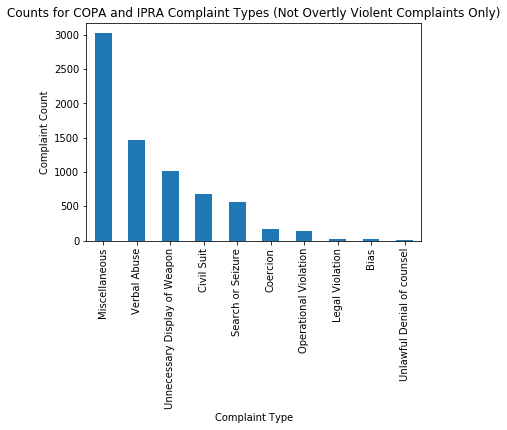 Counts for COPA and IPRA Complaint Types (Not Overtly Violent Complaints Only)
Complaint Count
3000
2500
2000
1500
1000
500
0
Miscellaneous
Verbal Abuse
Unnecessary Display of Weapon
Civil Suit
Search or Seizure
Coercion
Operational Violation
Legal Violation
Bias
Unlawful Denial of counsel
Complaint Type